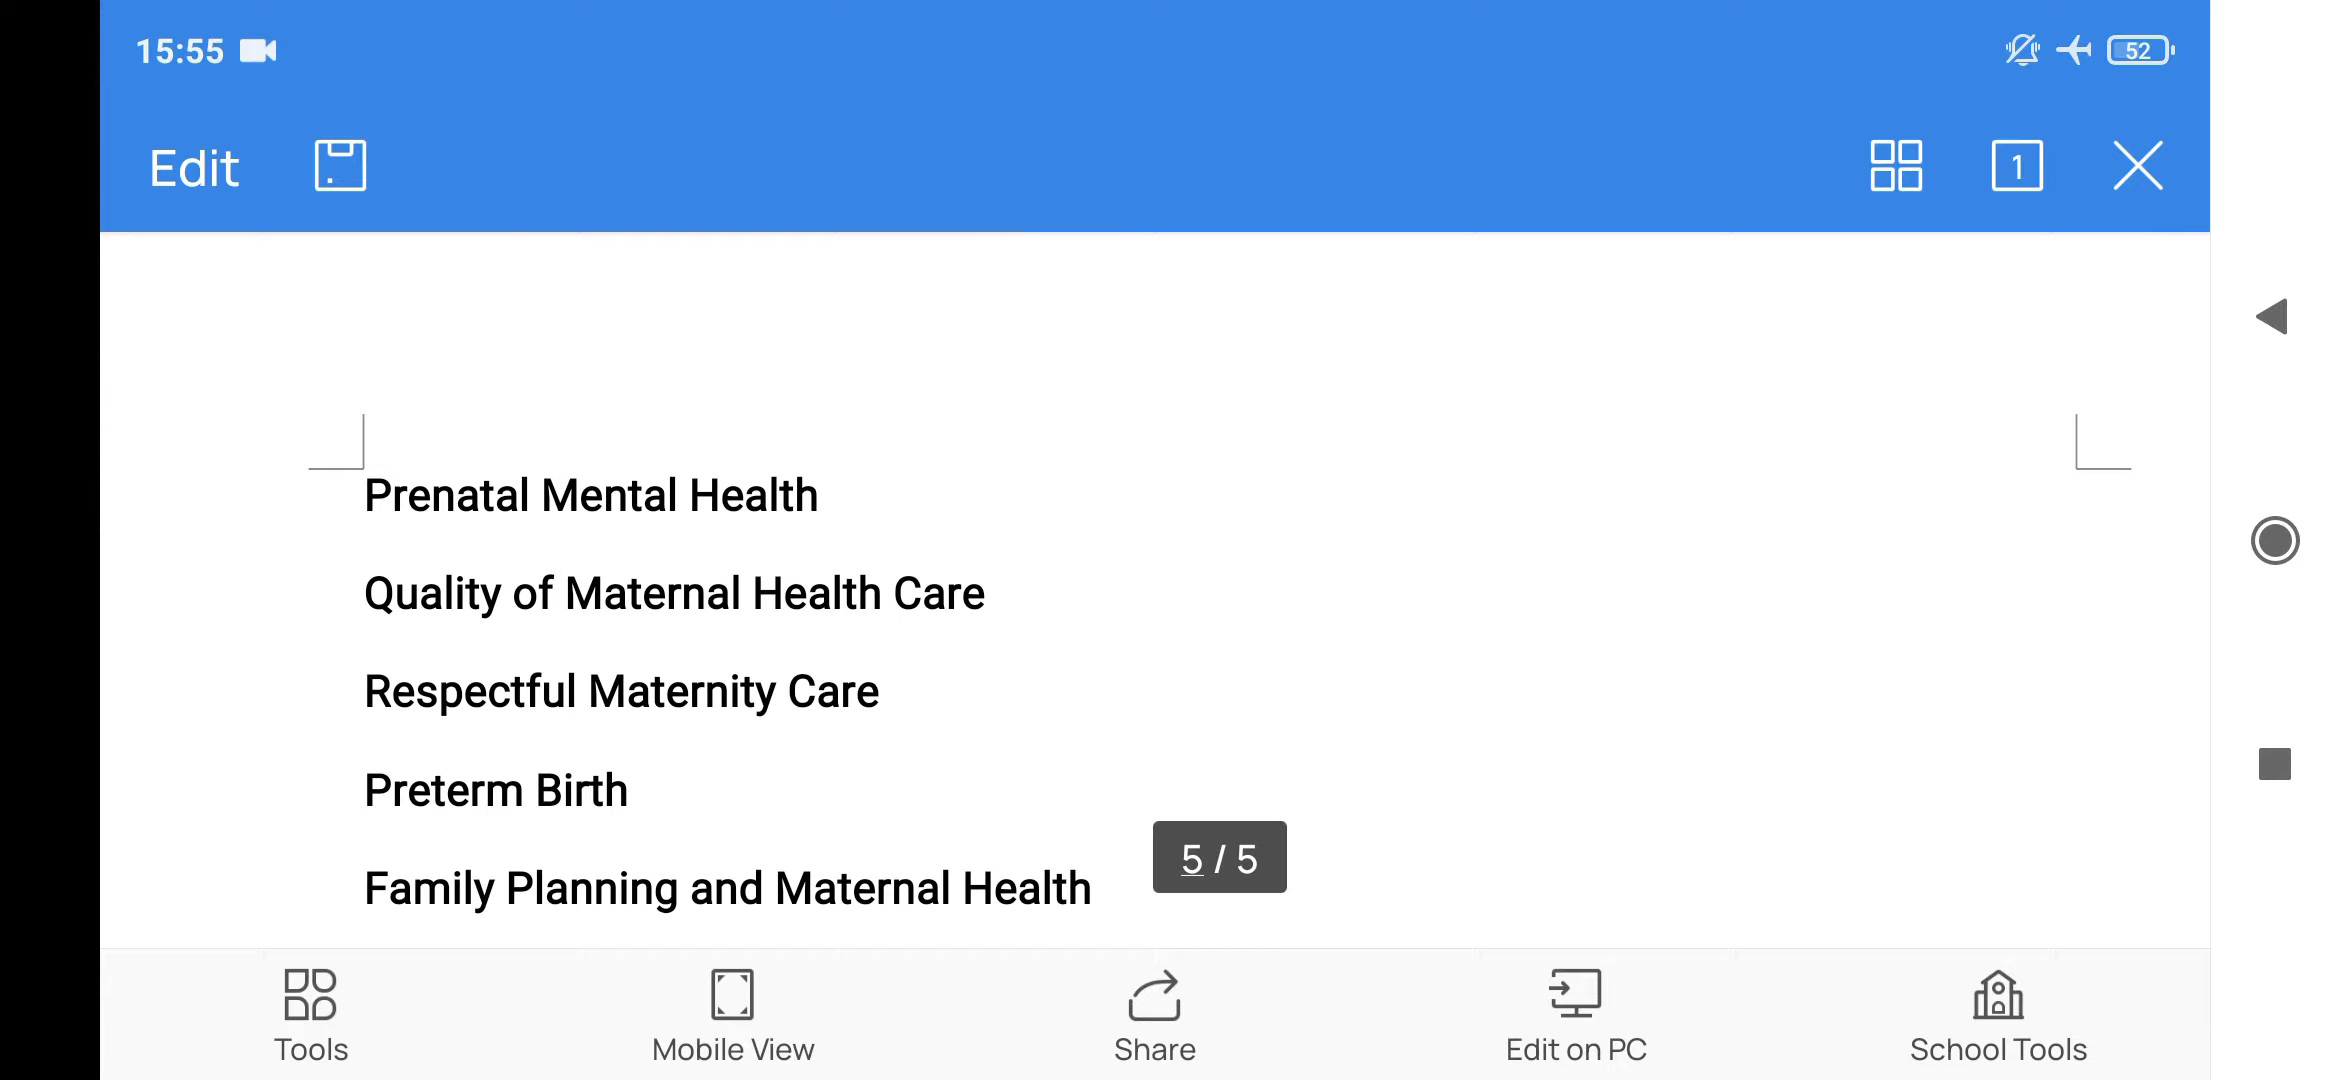 15:55
52
Edit
1
Prenatal Mental Health
Quality of Maternal Health Care
Respectful Maternity Care
Preterm Birth
Family Planning and Maternal Health
5 / 5
Tools
Mobile View
Share
Edit on PC
School Tools